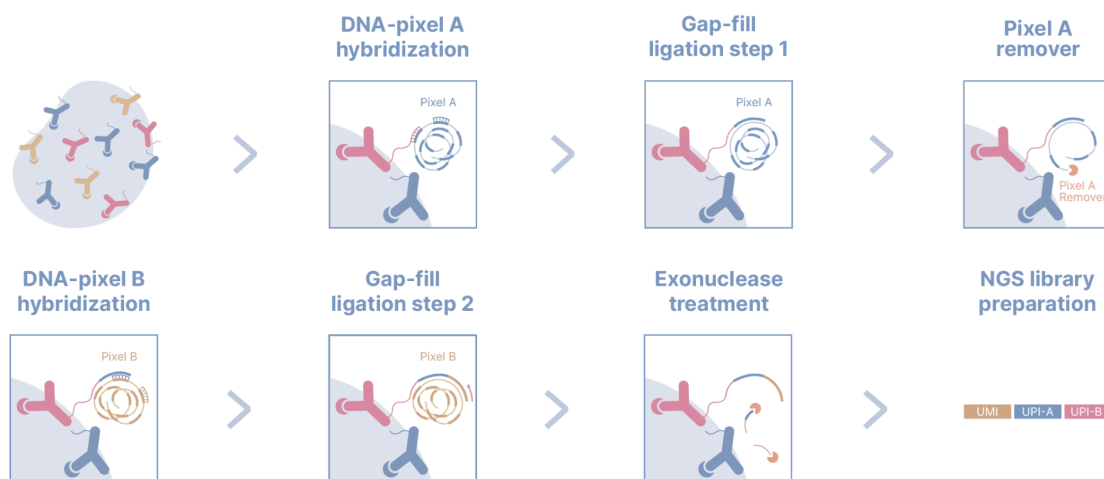 DNA-pixel A
hybridization
Gap-fill
ligation step 1
Pixel A
remover
Pixel A
Pixel A
Pixel A
Remover
DNA-pixel B
hybridization
Gap-fill
ligation step 2
Exonuclease
treatment
NGS library
preparation
Pixel B
Pixel B
UMI UPI-A UPI-B